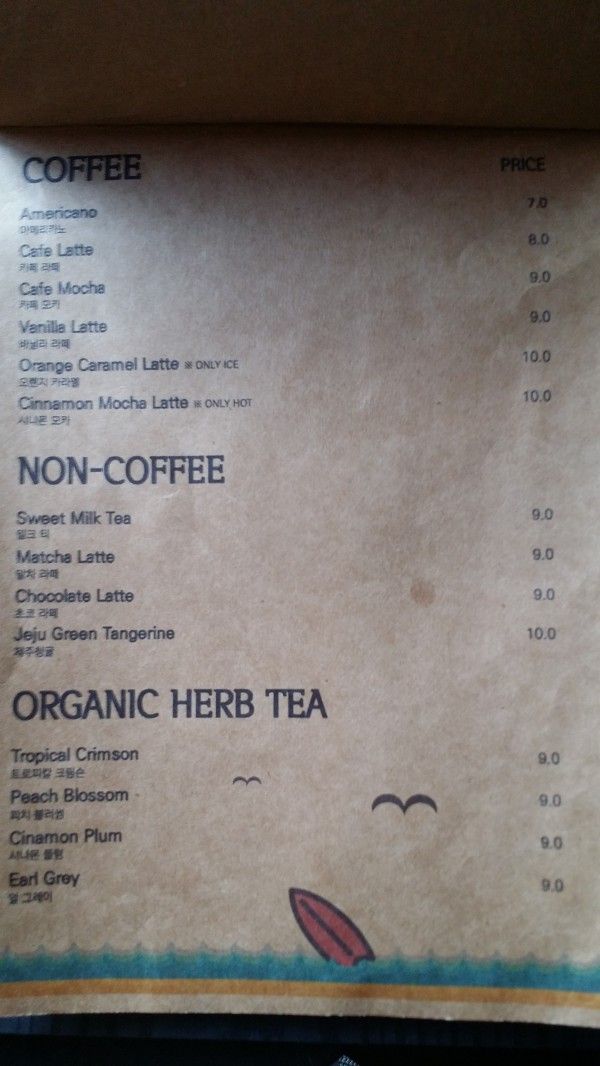 COFFEE PRICE
Americano 7.0
아메리카노
Cafe Latte 8.0
카페 라떼
Cafe Mocha 9.0
카페 모카
Vanilla Latte 9.0
바닐라 라떼
Orange Caramel Latte ※ ONLY ICE 10.0
오렌지 카라멜
Cinnamon Mocha Latte ※ ONLY HOT 10.0
시나몬 모카
NON-COFFEE
Sweet Milk Tea 9.0
밀크 티
Matcha Latte 9.0
말차 라떼
Chocolate Latte 9.0
초코 라떼
Jeju Green Tangerine 10.0
제주청귤
ORGANIC HERB TEA
Tropical Crimson 9.0
트로피칼 크림슨
Peach Blossom 9.0
피치 블러썸
Cinamon Plum 9.0
시나몬 플럼
Earl Grey 9.0
얼 그레이